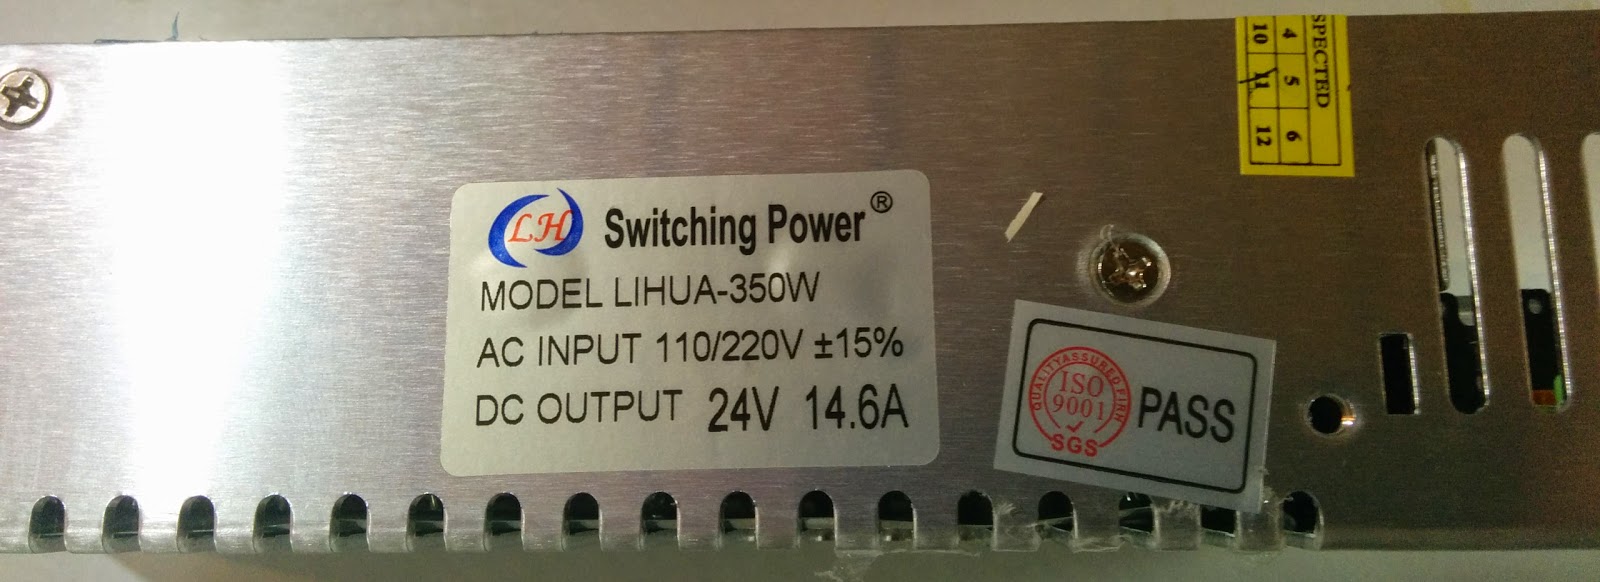 LH Switching Power®
MODEL LIHUA-350W
AC INPUT 110/220V ±15%
DC OUTPUT 24V 14.6A
QUALITY ASSURED FIRM
ISO
9001
SGS
PASS
SPECTED
4 5 6
10 11 12